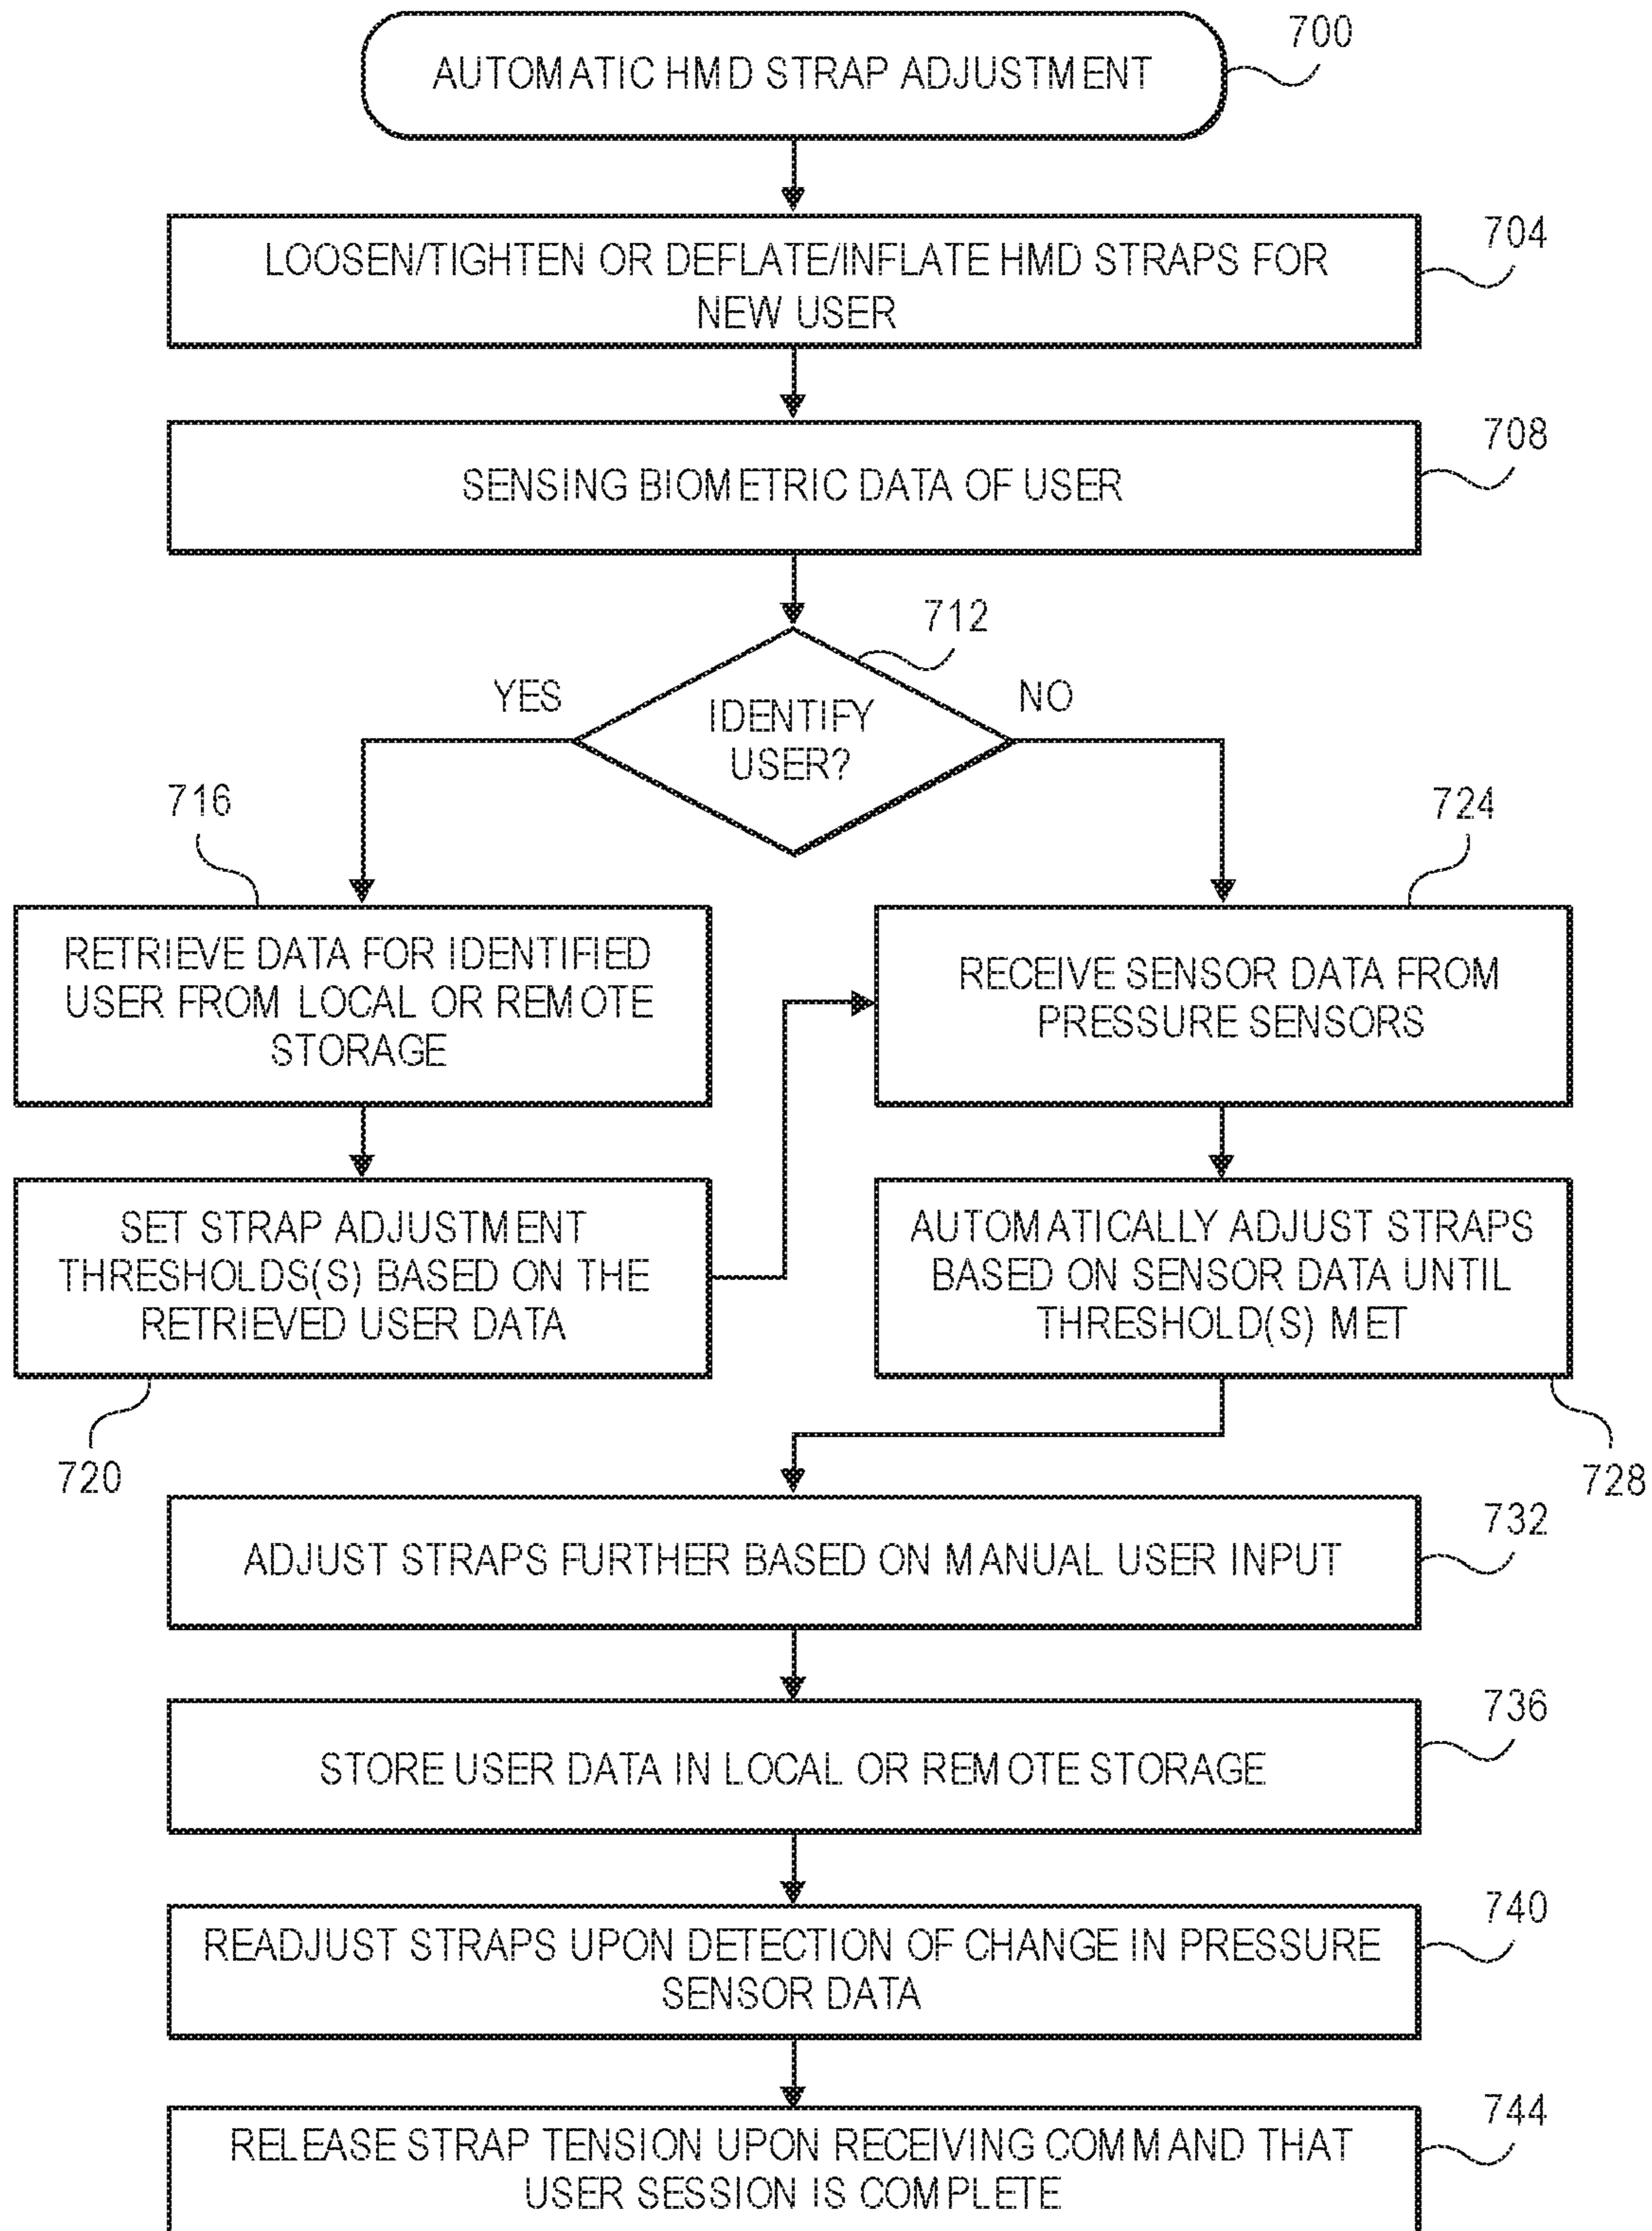 700
AUTOMATIC HMD STRAP ADJUSTMENT
704
LOOSEN/TIGHTEN OR DEFLATE/INFLATE HMD STRAPS FOR
NEW USER
708
SENSING BIOMETRIC DATA OF USER
712
YES
NO
IDENTIFY
USER?
716
724
RETRIEVE DATA FOR IDENTIFIED
USER FROM LOCAL OR REMOTE
STORAGE
RECEIVE SENSOR DATA FROM
PRESSURE SENSORS
SET STRAP ADJUSTMENT
THRESHOLDS(S) BASED ON THE
RETRIEVED USER DATA
AUTOMATICALLY ADJUST STRAPS
BASED ON SENSOR DATA UNTIL
THRESHOLD(S) MET
720
728
732
ADJUST STRAPS FURTHER BASED ON MANUAL USER INPUT
736
STORE USER DATA IN LOCAL OR REMOTE STORAGE
740
READJUST STRAPS UPON DETECTION OF CHANGE IN PRESSURE
SENSOR DATA
744
RELEASE STRAP TENSION UPON RECEIVING COMMAND THAT
USER SESSION IS COMPLETE